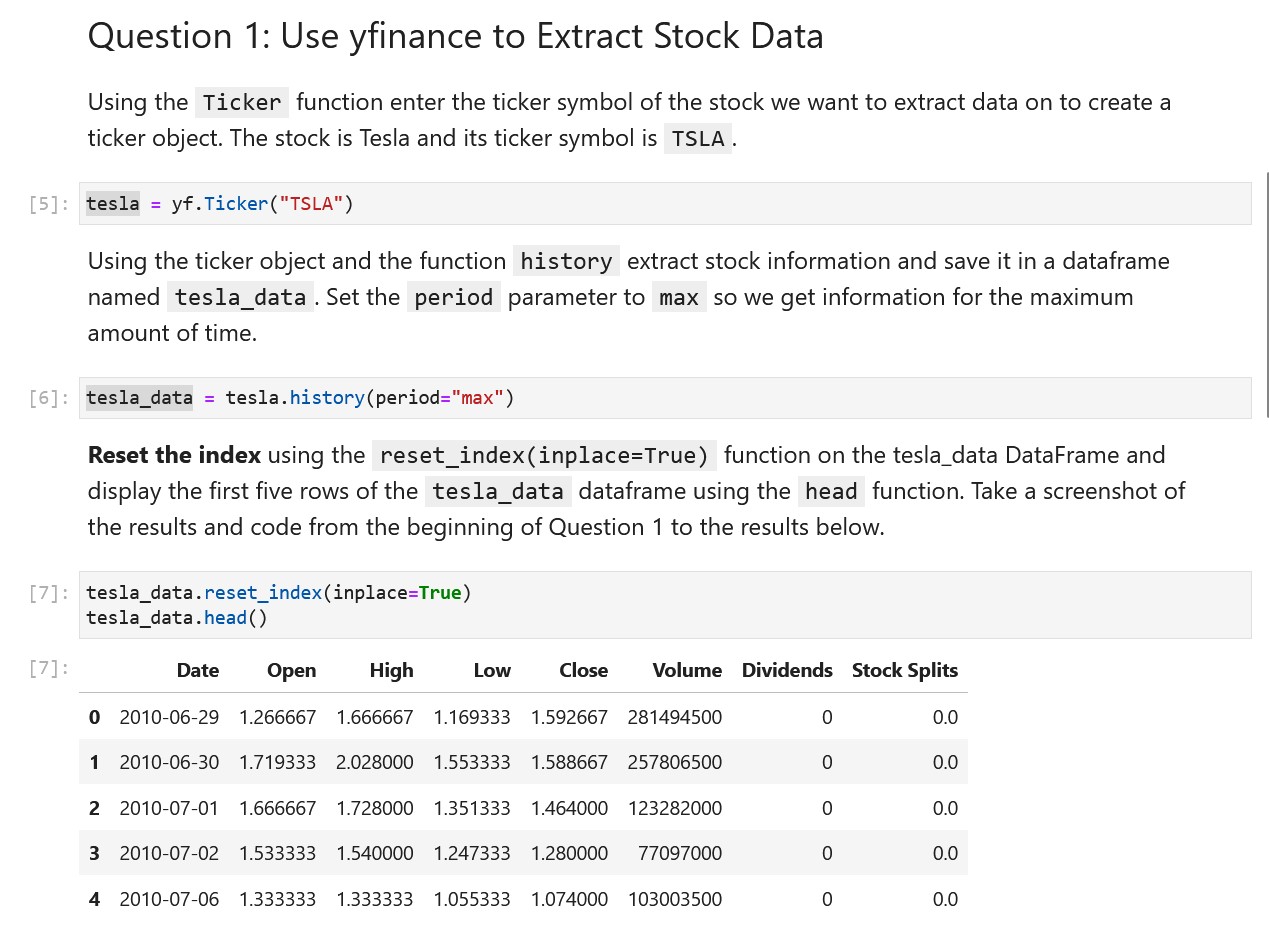 Question 1: Use yfinance to Extract Stock Data
Using the Ticker function enter the ticker symbol of the stock we want to extract data on to create a
ticker object. The stock is Tesla and its ticker symbol is TSLA.
[5]: tesla = yf.Ticker("TSLA")
Using the ticker object and the function history extract stock information and save it in a dataframe
named tesla_data. Set the period parameter to max so we get information for the maximum
amount of time.
[6]: tesla_data = tesla.history(period="max")
Reset the index using the reset_index(inplace=True) function on the tesla_data DataFrame and
display the first five rows of the tesla_data dataframe using the head function. Take a screenshot of
the results and code from the beginning of Question 1 to the results below.
[7]: tesla_data.reset_index(inplace=True)
tesla_data.head()
[7]: Date Open High Low Close Volume Dividends Stock Splits
0 2010-06-29 1.266667 1.666667 1.169333 1.592667 281494500 0 0.0
1 2010-06-30 1.719333 2.028000 1.553333 1.588667 257806500 0 0.0
2 2010-07-01 1.666667 1.728000 1.351333 1.464000 123282000 0 0.0
3 2010-07-02 1.533333 1.540000 1.247333 1.280000 77097000 0 0.0
4 2010-07-06 1.333333 1.333333 1.055333 1.074000 103003500 0 0.0